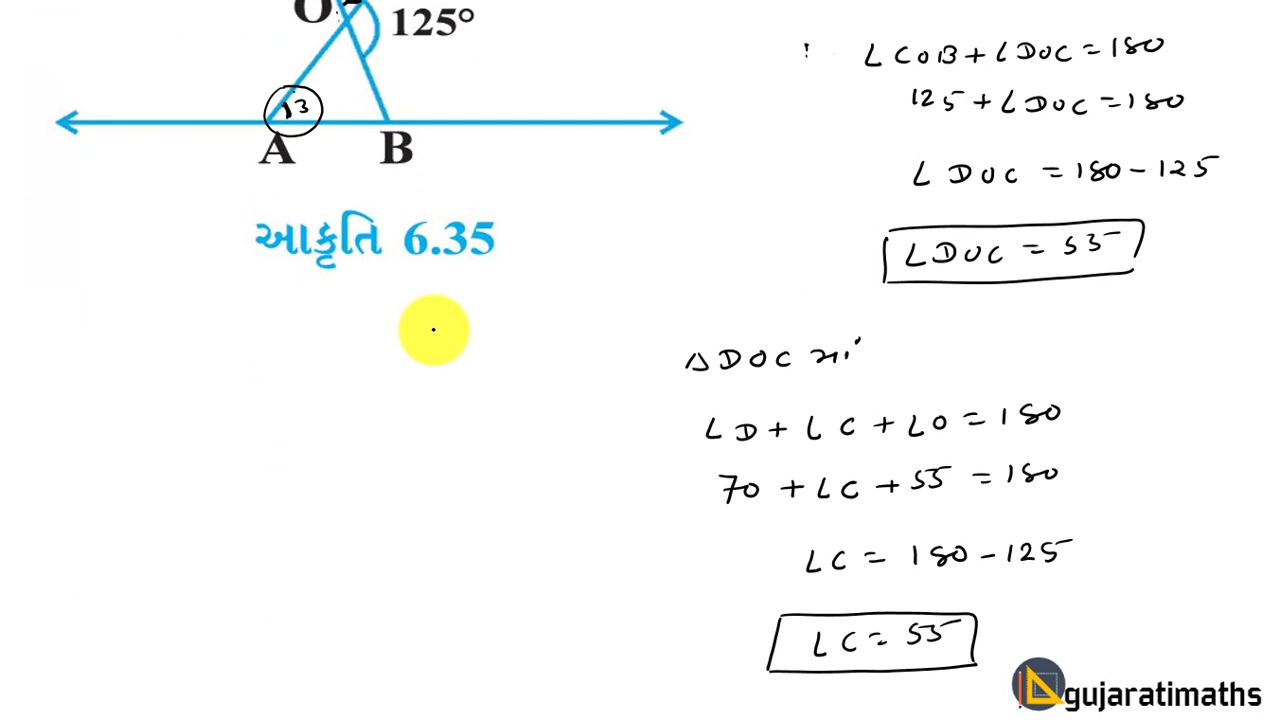 O
125°
3
A B
આકૃતિ 6.35
∠COB + ∠DOC = 180
125 + ∠DOC = 180
∠DOC = 180 - 125
∠DOC = 55
△DOC માં
∠D + ∠C + ∠O = 180
70 + ∠C + 55 = 180
∠C = 180 - 125
∠C = 55
gujaratimaths